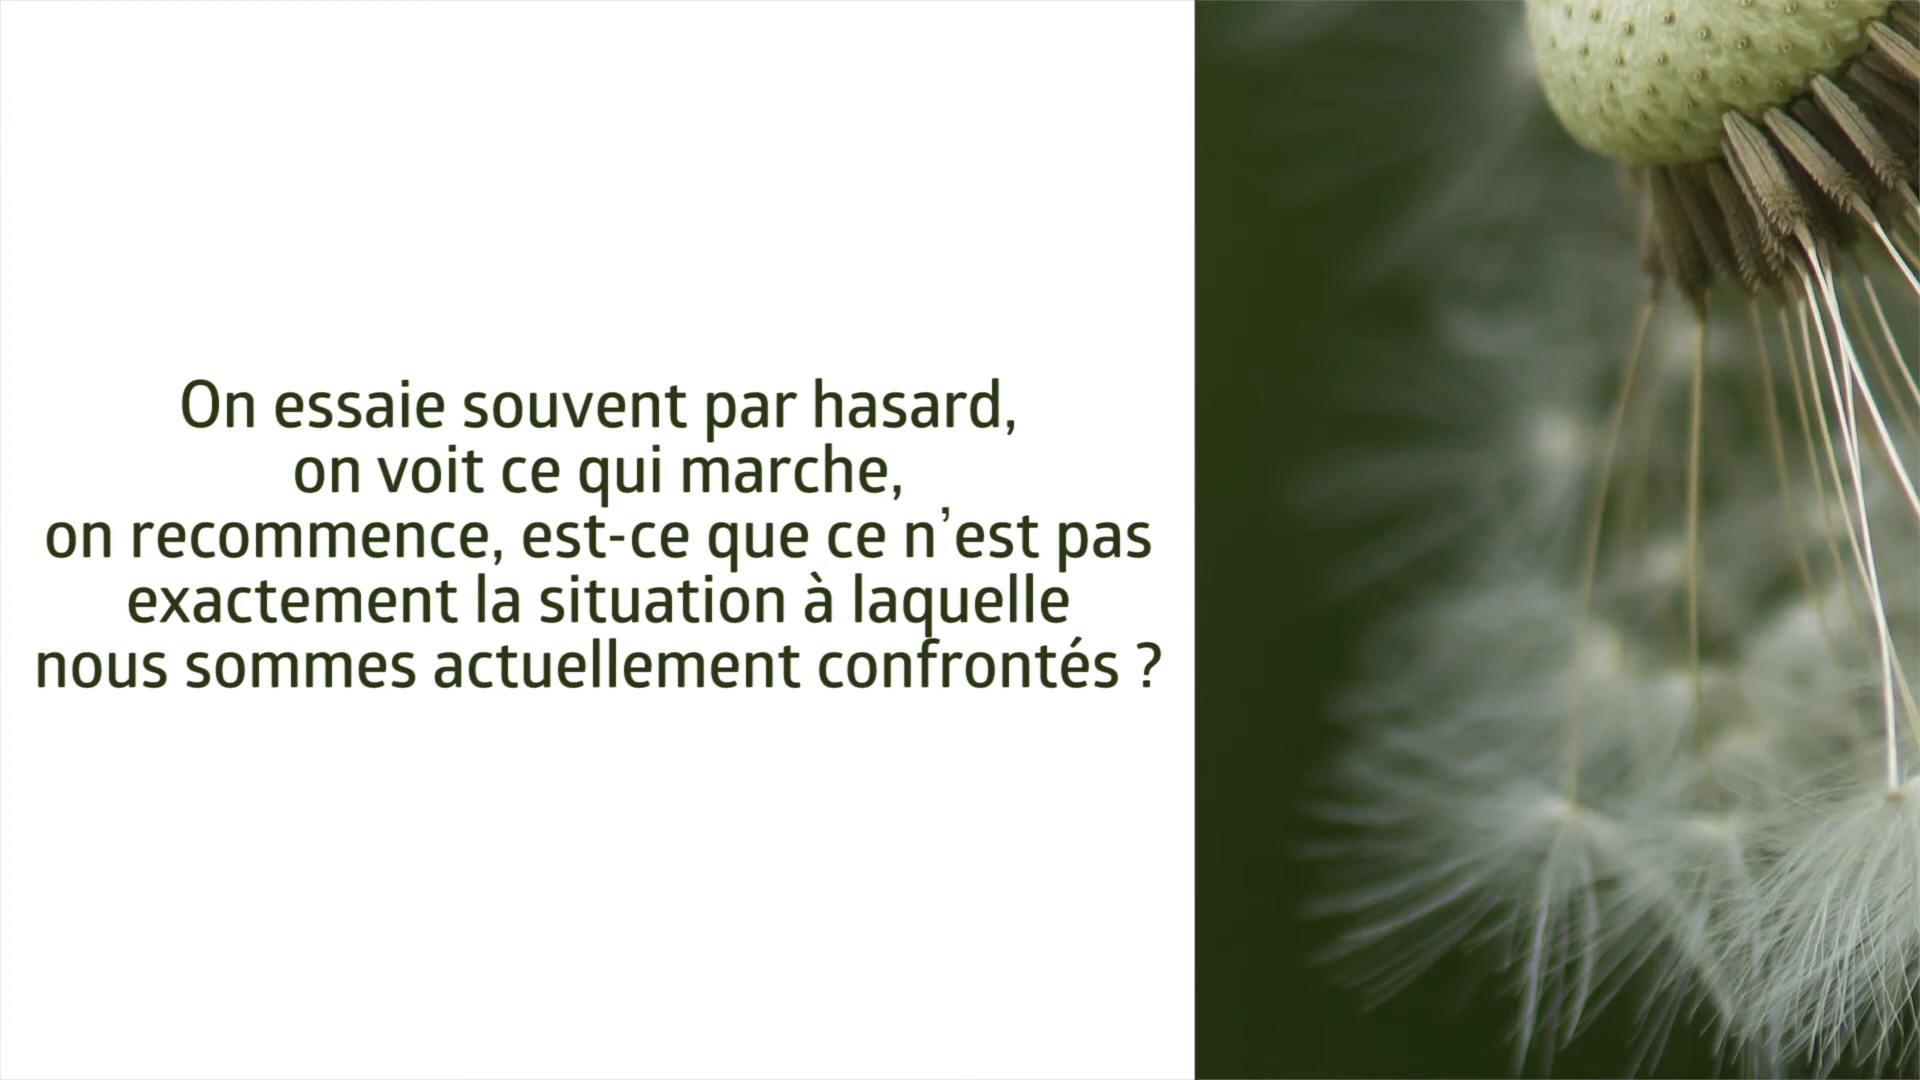 On essaie souvent par hasard,
on voit ce qui marche,
on recommence, est-ce que ce n’est pas
exactement la situation à laquelle
nous sommes actuellement confrontés ?